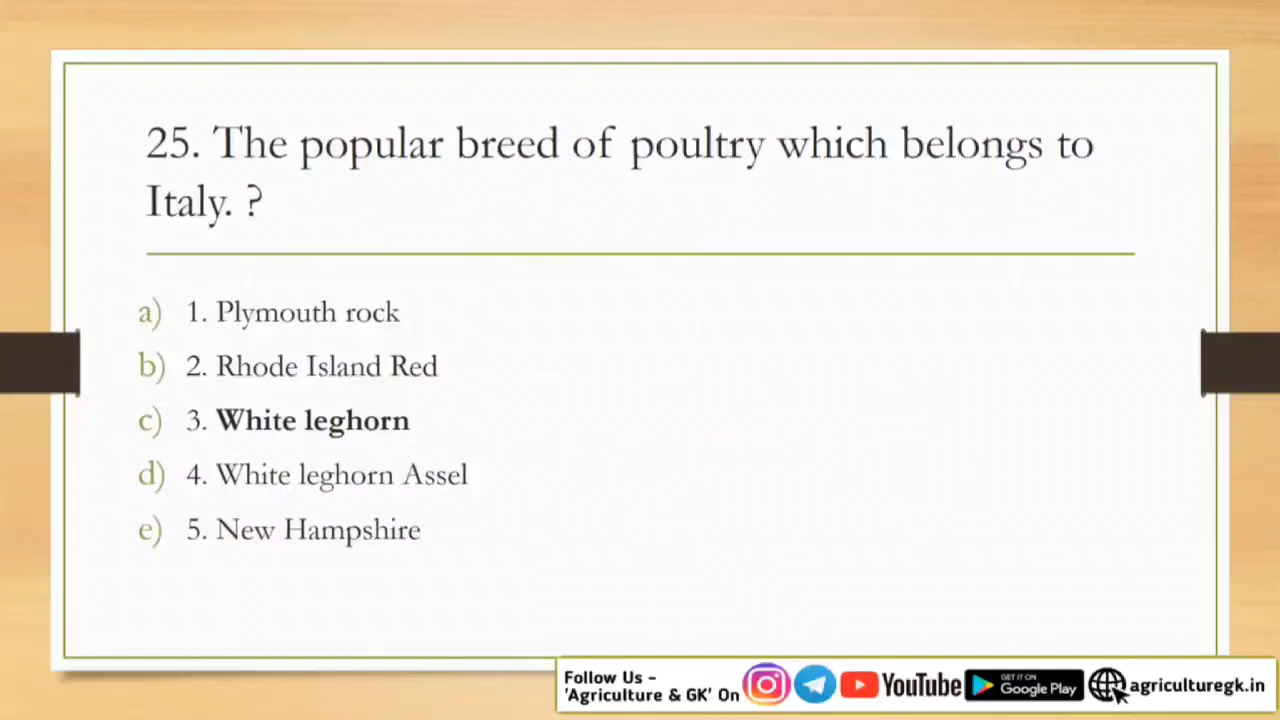 25. The popular breed of poultry which belongs to
Italy. ?
a) 1. Plymouth rock
b) 2. Rhode Island Red
c) 3. White leghorn
d) 4. White leghorn Assel
e) 5. New Hampshire
Follow Us -
'Agriculture & GK' On
YouTube
GET IT ON
Google Play
agriculturegk.in